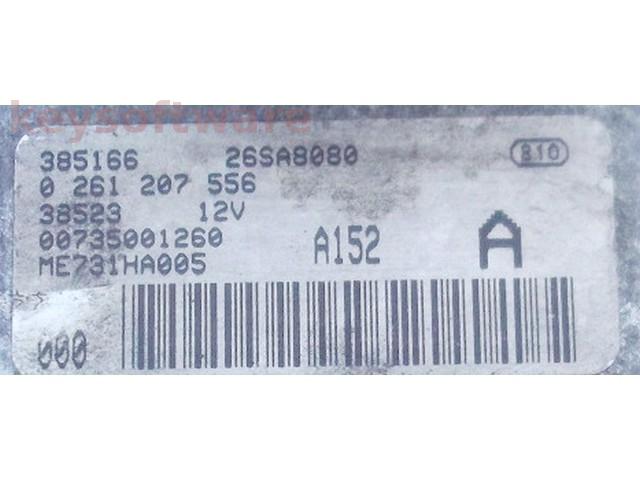 keysoftware
385166 26SA8080 810
0 261 207 556
38523 12V
00735001260 A152 A
ME731HA005
000